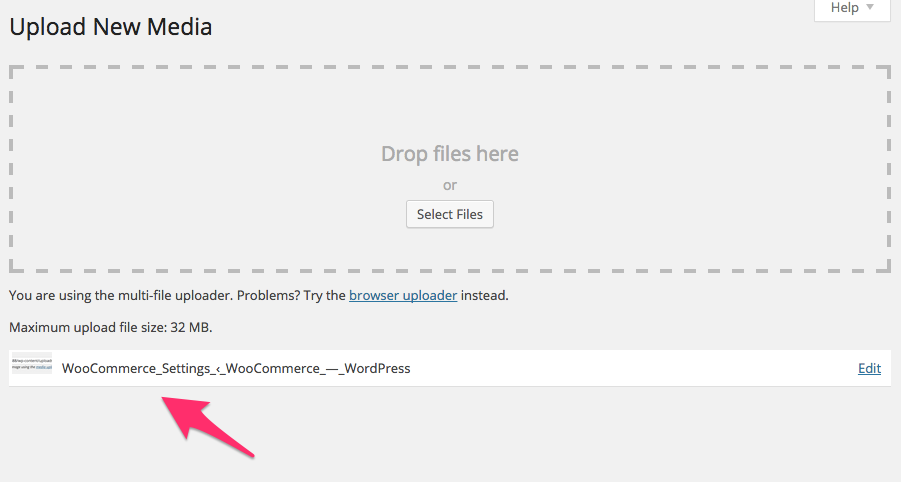 Help
Upload New Media
Drop files here
or
Select Files
You are using the multi-file uploader. Problems? Try the browser uploader instead.
Maximum upload file size: 32 MB.
WooCommerce_Settings_‹_WooCommerce_—_WordPress
Edit